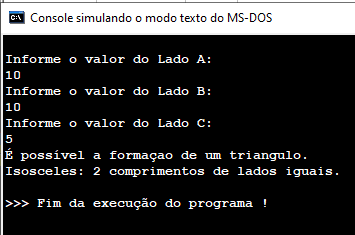 Console simulando o modo texto do MS-DOS
Informe o valor do Lado A:
10
Informe o valor do Lado B:
10
Informe o valor do Lado C:
5
É possível a formaçao de um triangulo.
Isosceles: 2 comprimentos de lados iguais.
>>> Fim da execução do programa !